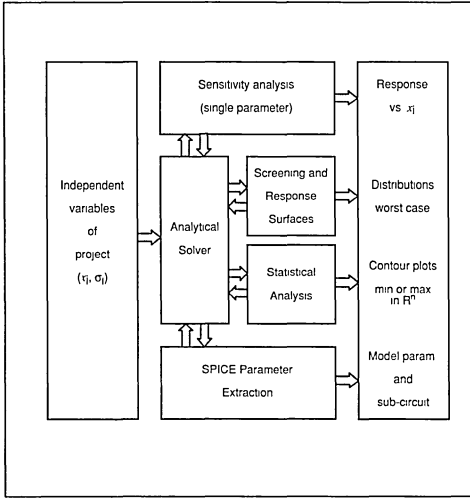 Independent
variables
of
project
(τi, σi)
Sensitivity analysis
(single parameter)
Analytical
Solver
Screening and
Response
Surfaces
Statistical
Analysis
SPICE Parameter
Extraction
Response
vs xi
Distributions
worst case
Contour plots
min or max
in Rⁿ
Model param
and
sub-circuit